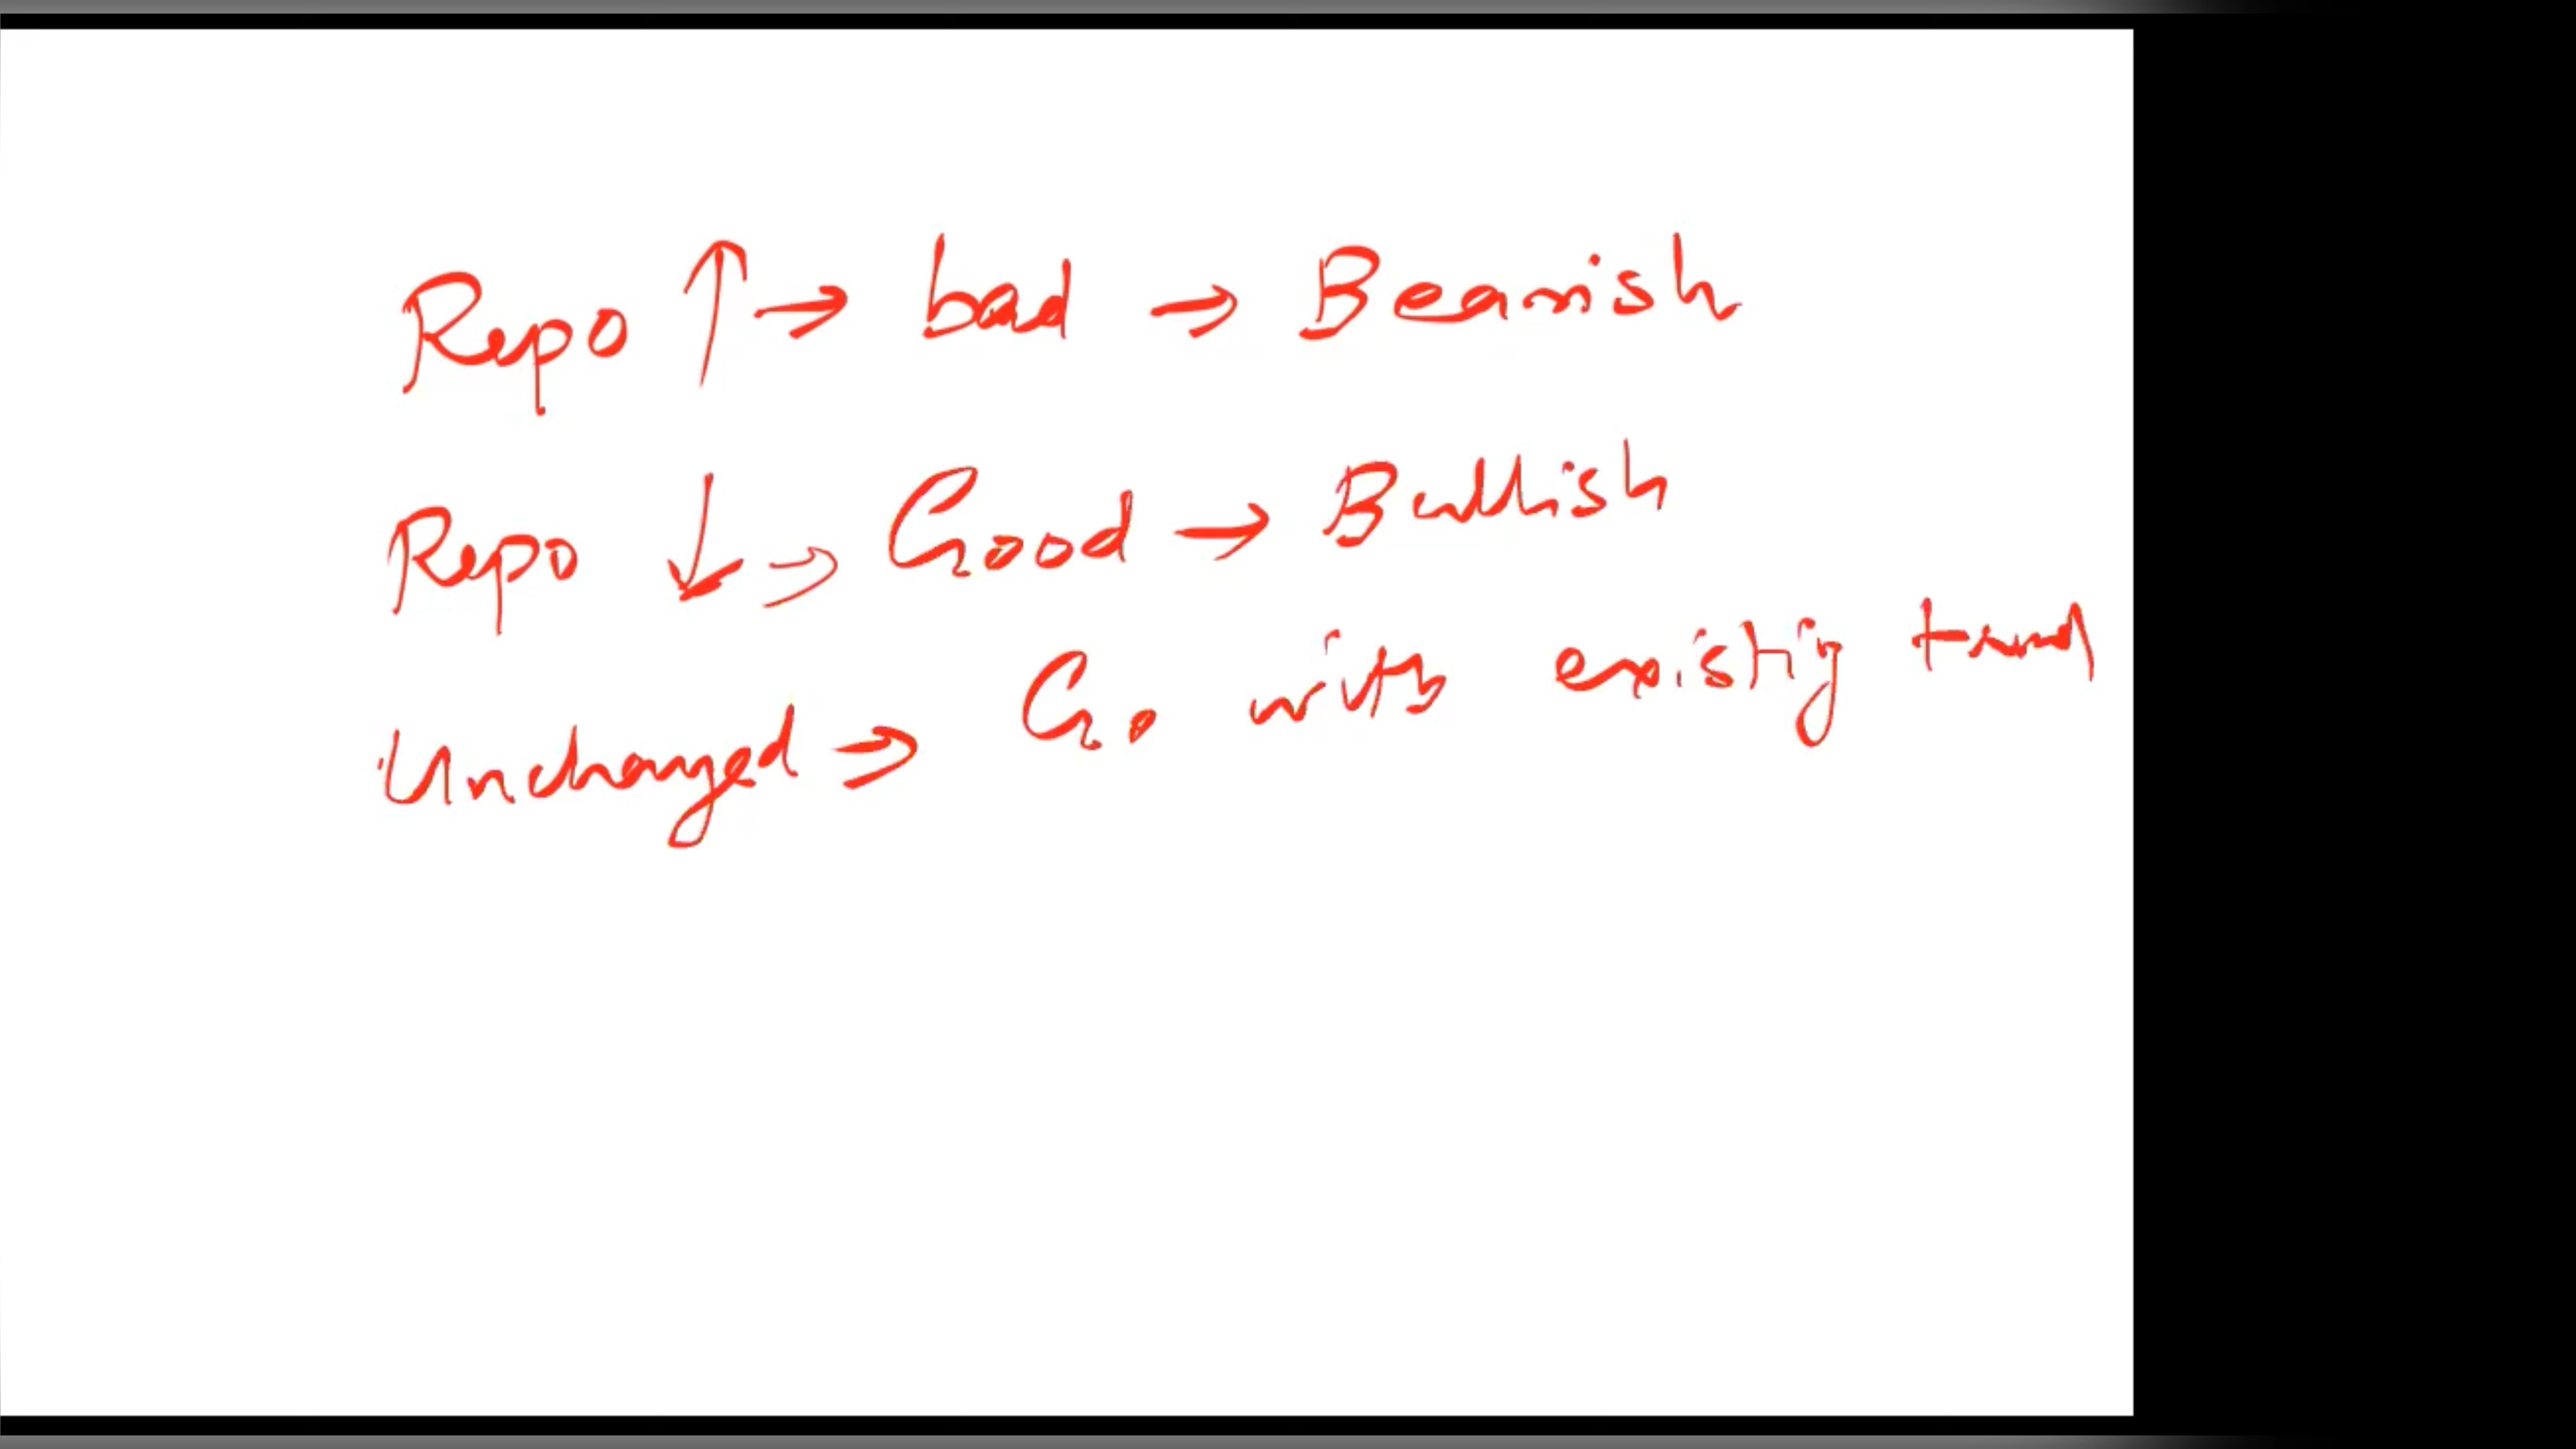 Repo ↑ → bad → Bearish
Repo ↓ → Good → Bullish
Unchanged → Go with existing trend